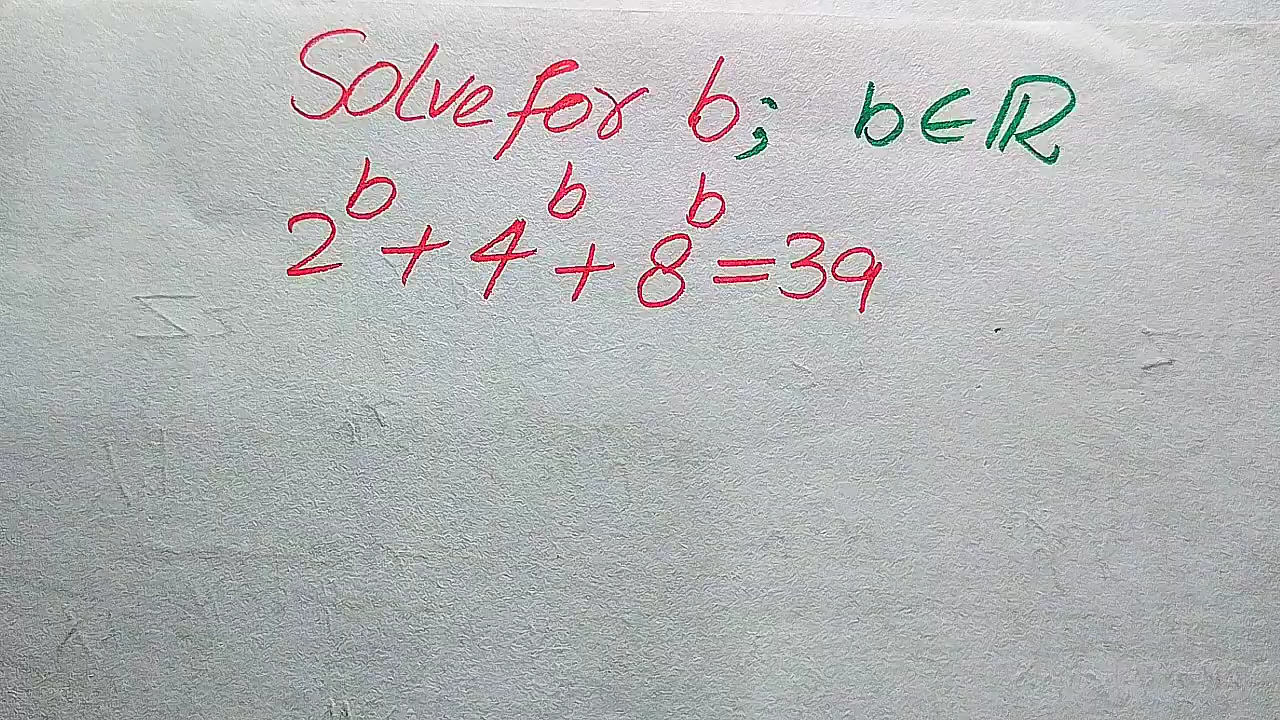 Solve for b; b∈ℝ
2^b + 4^b + 8^b = 39